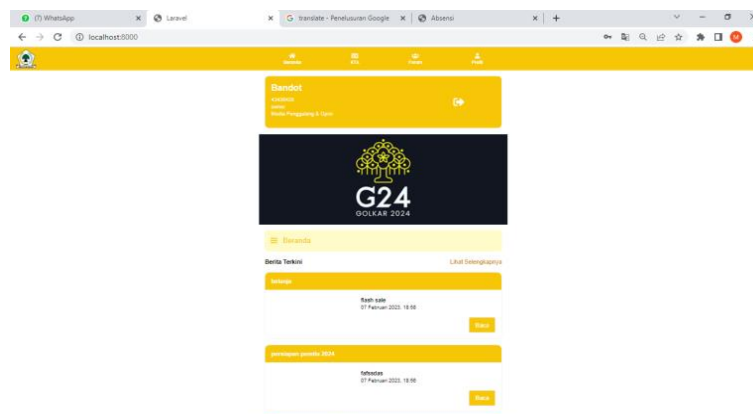 (7) WhatsApp
Laravel
translate - Penelusuran Google
Absensi
localhost:8000
Beranda
KTA
Forum
Profil
Bandot
Media Penggalang & Opini
G24
GOLKAR 2024
Beranda
Berita Terkini
Lihat Selengkapnya
flash sale
07 Februari 2023, 18:56
Baca
persiapan pemilu 2024
fafasdas
07 Februari 2023, 18:56
Baca